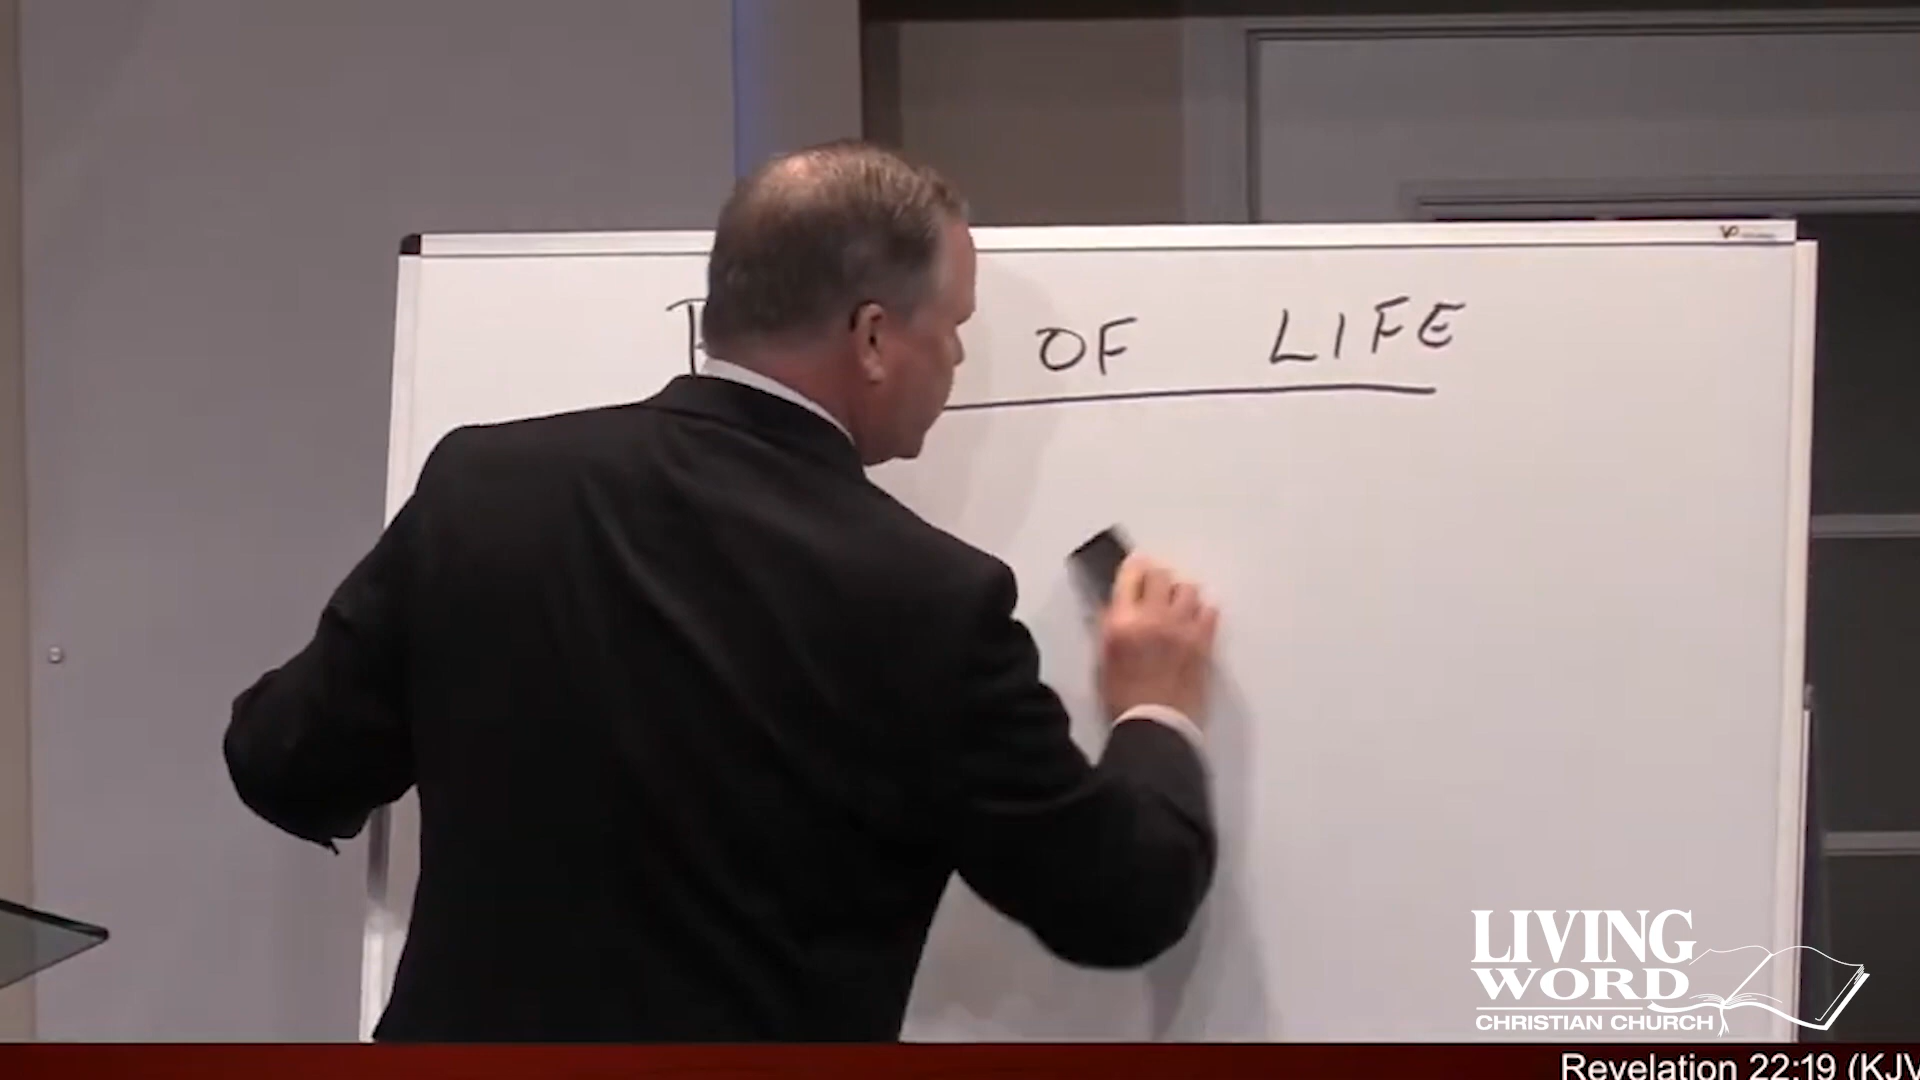 OF LIFE
LIVING
WORD
CHRISTIAN CHURCH
Revelation 22:19 (KJV